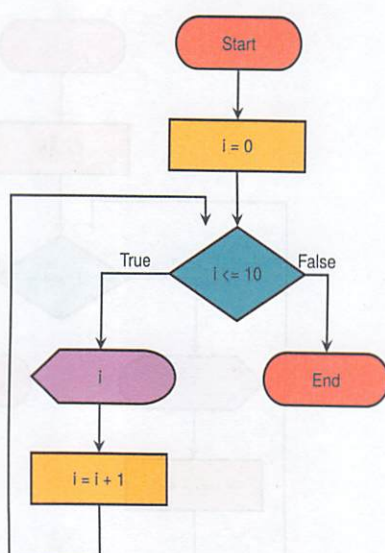 Start
i = 0
i <= 10
True
False
i
End
i = i + 1